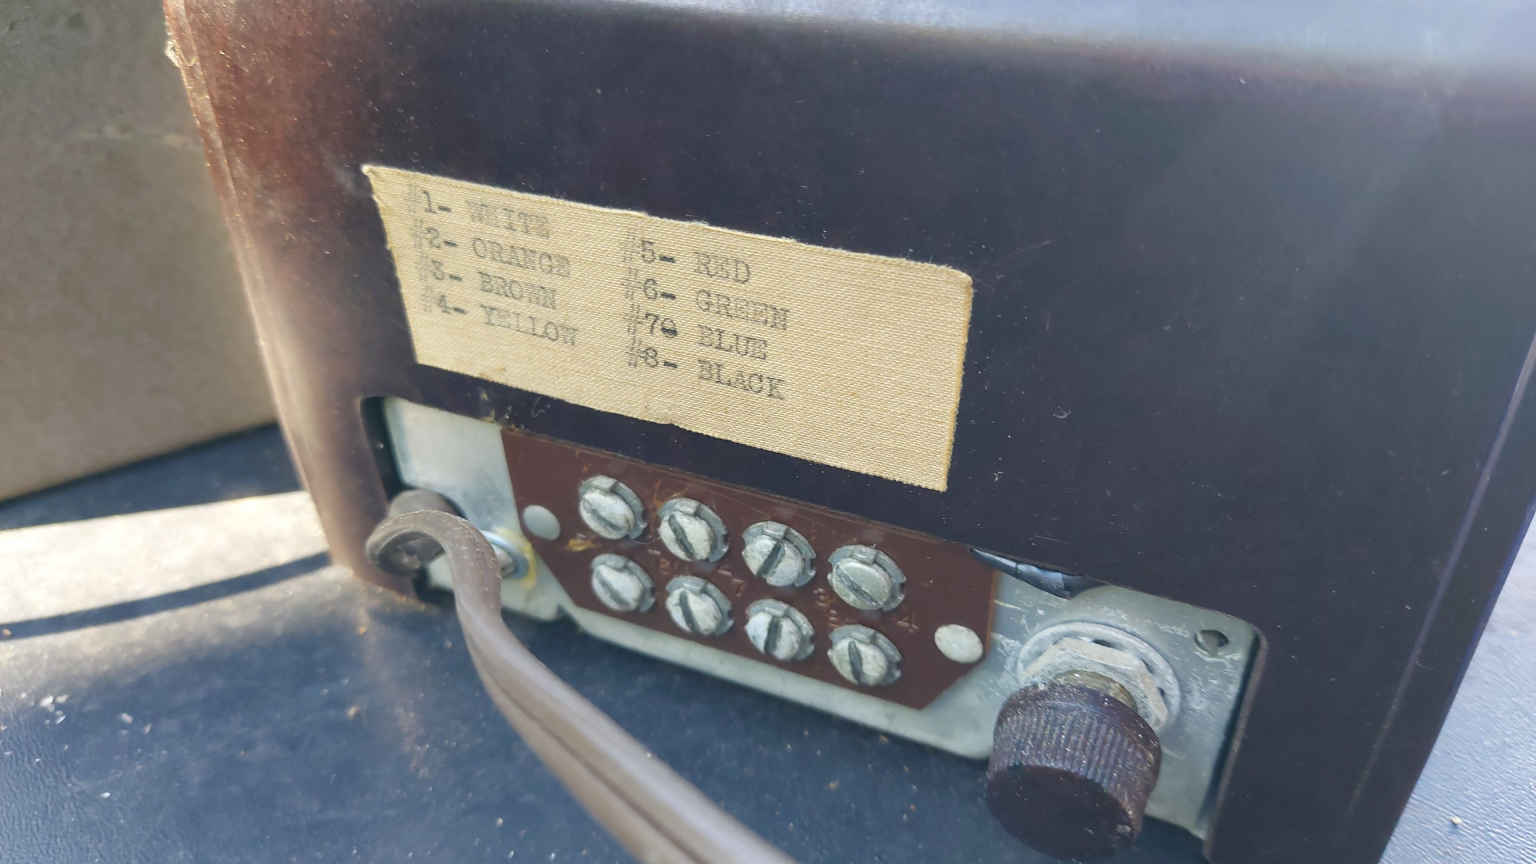 #1- WHITE
#2- ORANGE
#3- BROWN
#4- YELLOW
#5- RED
#6- GREEN
#7- BLUE
#8- BLACK